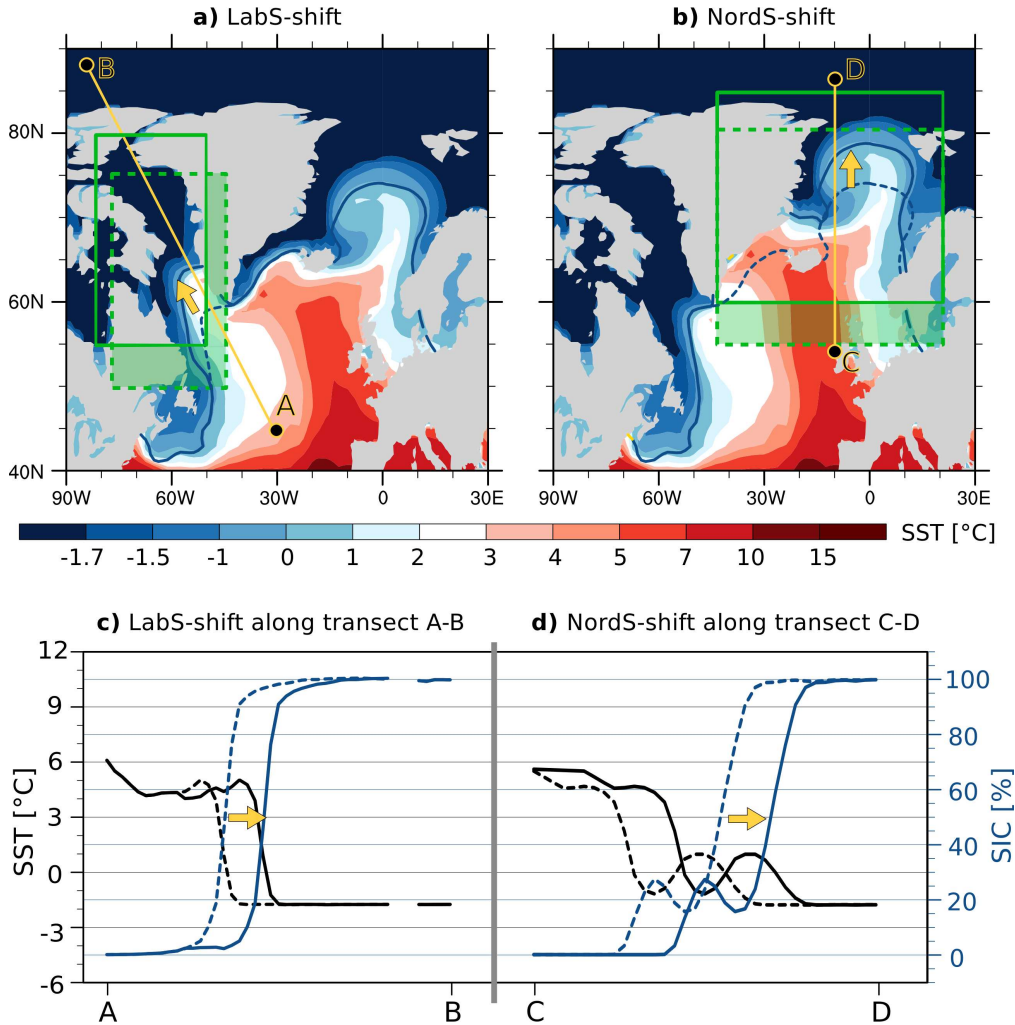 a) LabS-shift
b) NordS-shift
B
D
80N
A
C
60N
40N
90W 60W 30W 0 30E
90W 60W 30W 0 30E
SST [°C]
-1.7 -1.5 -1 0 1 2 3 4 5 7 10 15
c) LabS-shift along transect A-B
d) NordS-shift along transect C-D
12
9
6
3
0
-3
-6
SST [°C]
100
80
60
40
20
0
SIC [%]
A B C D